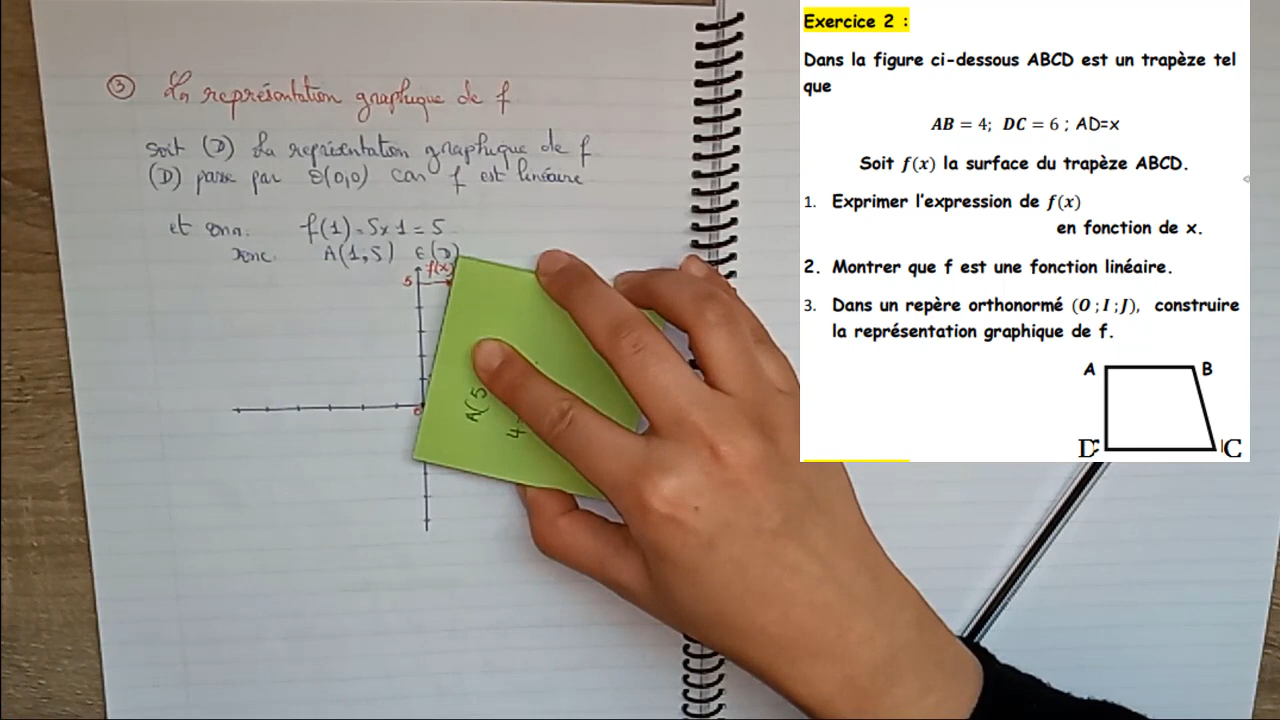 ③ La représentation graphique de f
soit (D) La représentation graphique de f
(D) passe par O(0,0) car f est linéaire
et on a. f(1) = 5x1 = 5
Donc A(1,5) ∈ (D)
f(x)
5
0
A(5
4
Exercice 2 :
Dans la figure ci-dessous ABCD est un trapèze tel
que
AB = 4; DC = 6 ; AD=x
Soit f(x) la surface du trapèze ABCD.
1. Exprimer l'expression de f(x)
en fonction de x.
2. Montrer que f est une fonction linéaire.
3. Dans un repère orthonormé (O ; I ; J), construire
la représentation graphique de f.
A B
D C